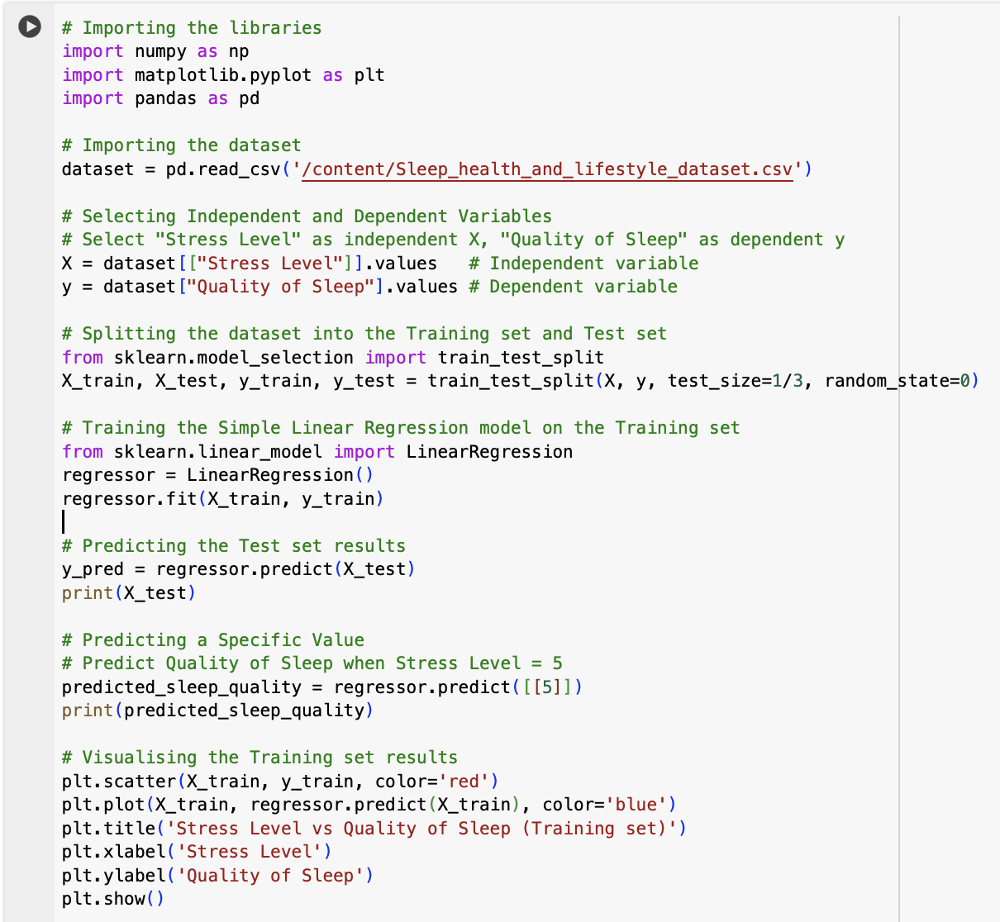 # Importing the libraries
import numpy as np
import matplotlib.pyplot as plt
import pandas as pd
# Importing the dataset
dataset = pd.read_csv('/content/Sleep_health_and_lifestyle_dataset.csv')
# Selecting Independent and Dependent Variables
# Select "Stress Level" as independent X, "Quality of Sleep" as dependent y
X = dataset[["Stress Level"]].values   # Independent variable
y = dataset["Quality of Sleep"].values # Dependent variable
# Splitting the dataset into the Training set and Test set
from sklearn.model_selection import train_test_split
X_train, X_test, y_train, y_test = train_test_split(X, y, test_size=1/3, random_state=0)
# Training the Simple Linear Regression model on the Training set
from sklearn.linear_model import LinearRegression
regressor = LinearRegression()
regressor.fit(X_train, y_train)
# Predicting the Test set results
y_pred = regressor.predict(X_test)
print(X_test)
# Predicting a Specific Value
# Predict Quality of Sleep when Stress Level = 5
predicted_sleep_quality = regressor.predict([[5]])
print(predicted_sleep_quality)
# Visualising the Training set results
plt.scatter(X_train, y_train, color='red')
plt.plot(X_train, regressor.predict(X_train), color='blue')
plt.title('Stress Level vs Quality of Sleep (Training set)')
plt.xlabel('Stress Level')
plt.ylabel('Quality of Sleep')
plt.show()